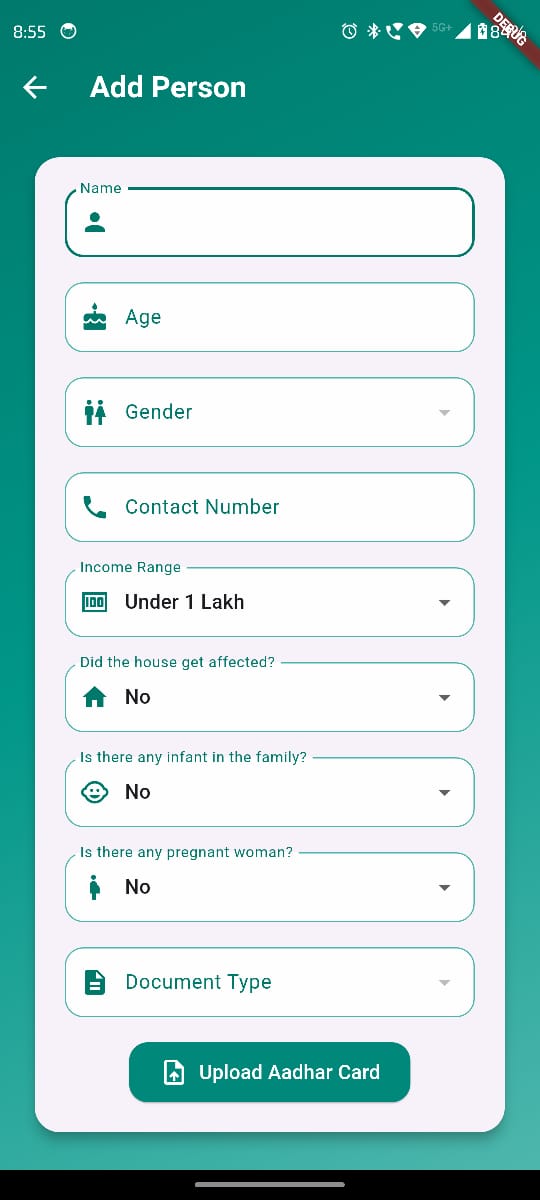 8:55
5G+ 84%
DEBUG
Add Person
Name
Age
Gender
Contact Number
Income Range
100
Under 1 Lakh
Did the house get affected?
No
Is there any infant in the family?
No
Is there any pregnant woman?
No
Document Type
Upload Aadhar Card